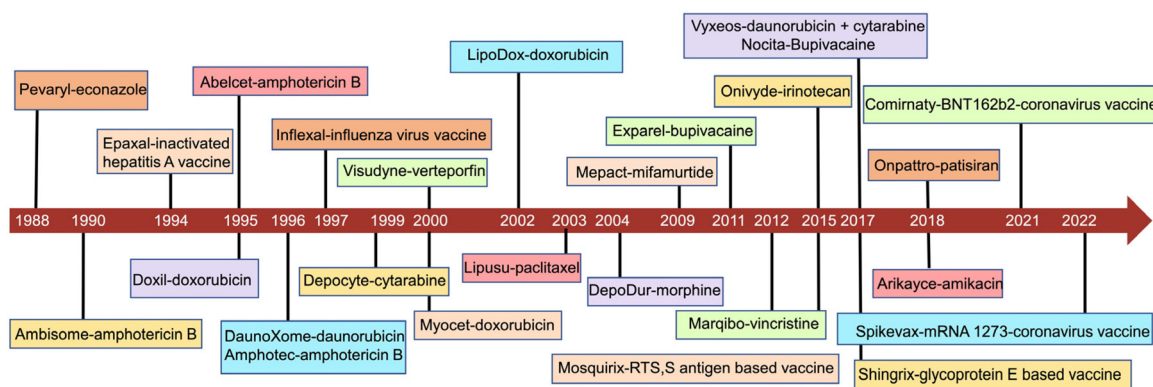 Vyxeos-daunorubicin + cytarabine
Nocita-Bupivacaine
LipoDox-doxorubicin
Abelcet-amphotericin B
Pevaryl-econazole
Onivyde-irinotecan
Comirnaty-BNT162b2-coronavirus vaccine
Epaxal-inactivated
hepatitis A vaccine
Inflexal-influenza virus vaccine
Exparel-bupivacaine
Visudyne-verteporfin
Mepact-mifamurtide
Onpattro-patisiran
1988 1990 1994 1995 1996 1997 1999 2000 2002 2003 2004 2009 2011 2012 2015 2017 2018 2021 2022
Doxil-doxorubicin
Depocyte-cytarabine
Lipusu-paclitaxel
DepoDur-morphine
Arikayce-amikacin
Ambisome-amphotericin B
DaunoXome-daunorubicin
Amphotec-amphotericin B
Myocet-doxorubicin
Marqibo-vincristine
Spikevax-mRNA 1273-coronavirus vaccine
Mosquirix-RTS,S antigen based vaccine
Shingrix-glycoprotein E based vaccine